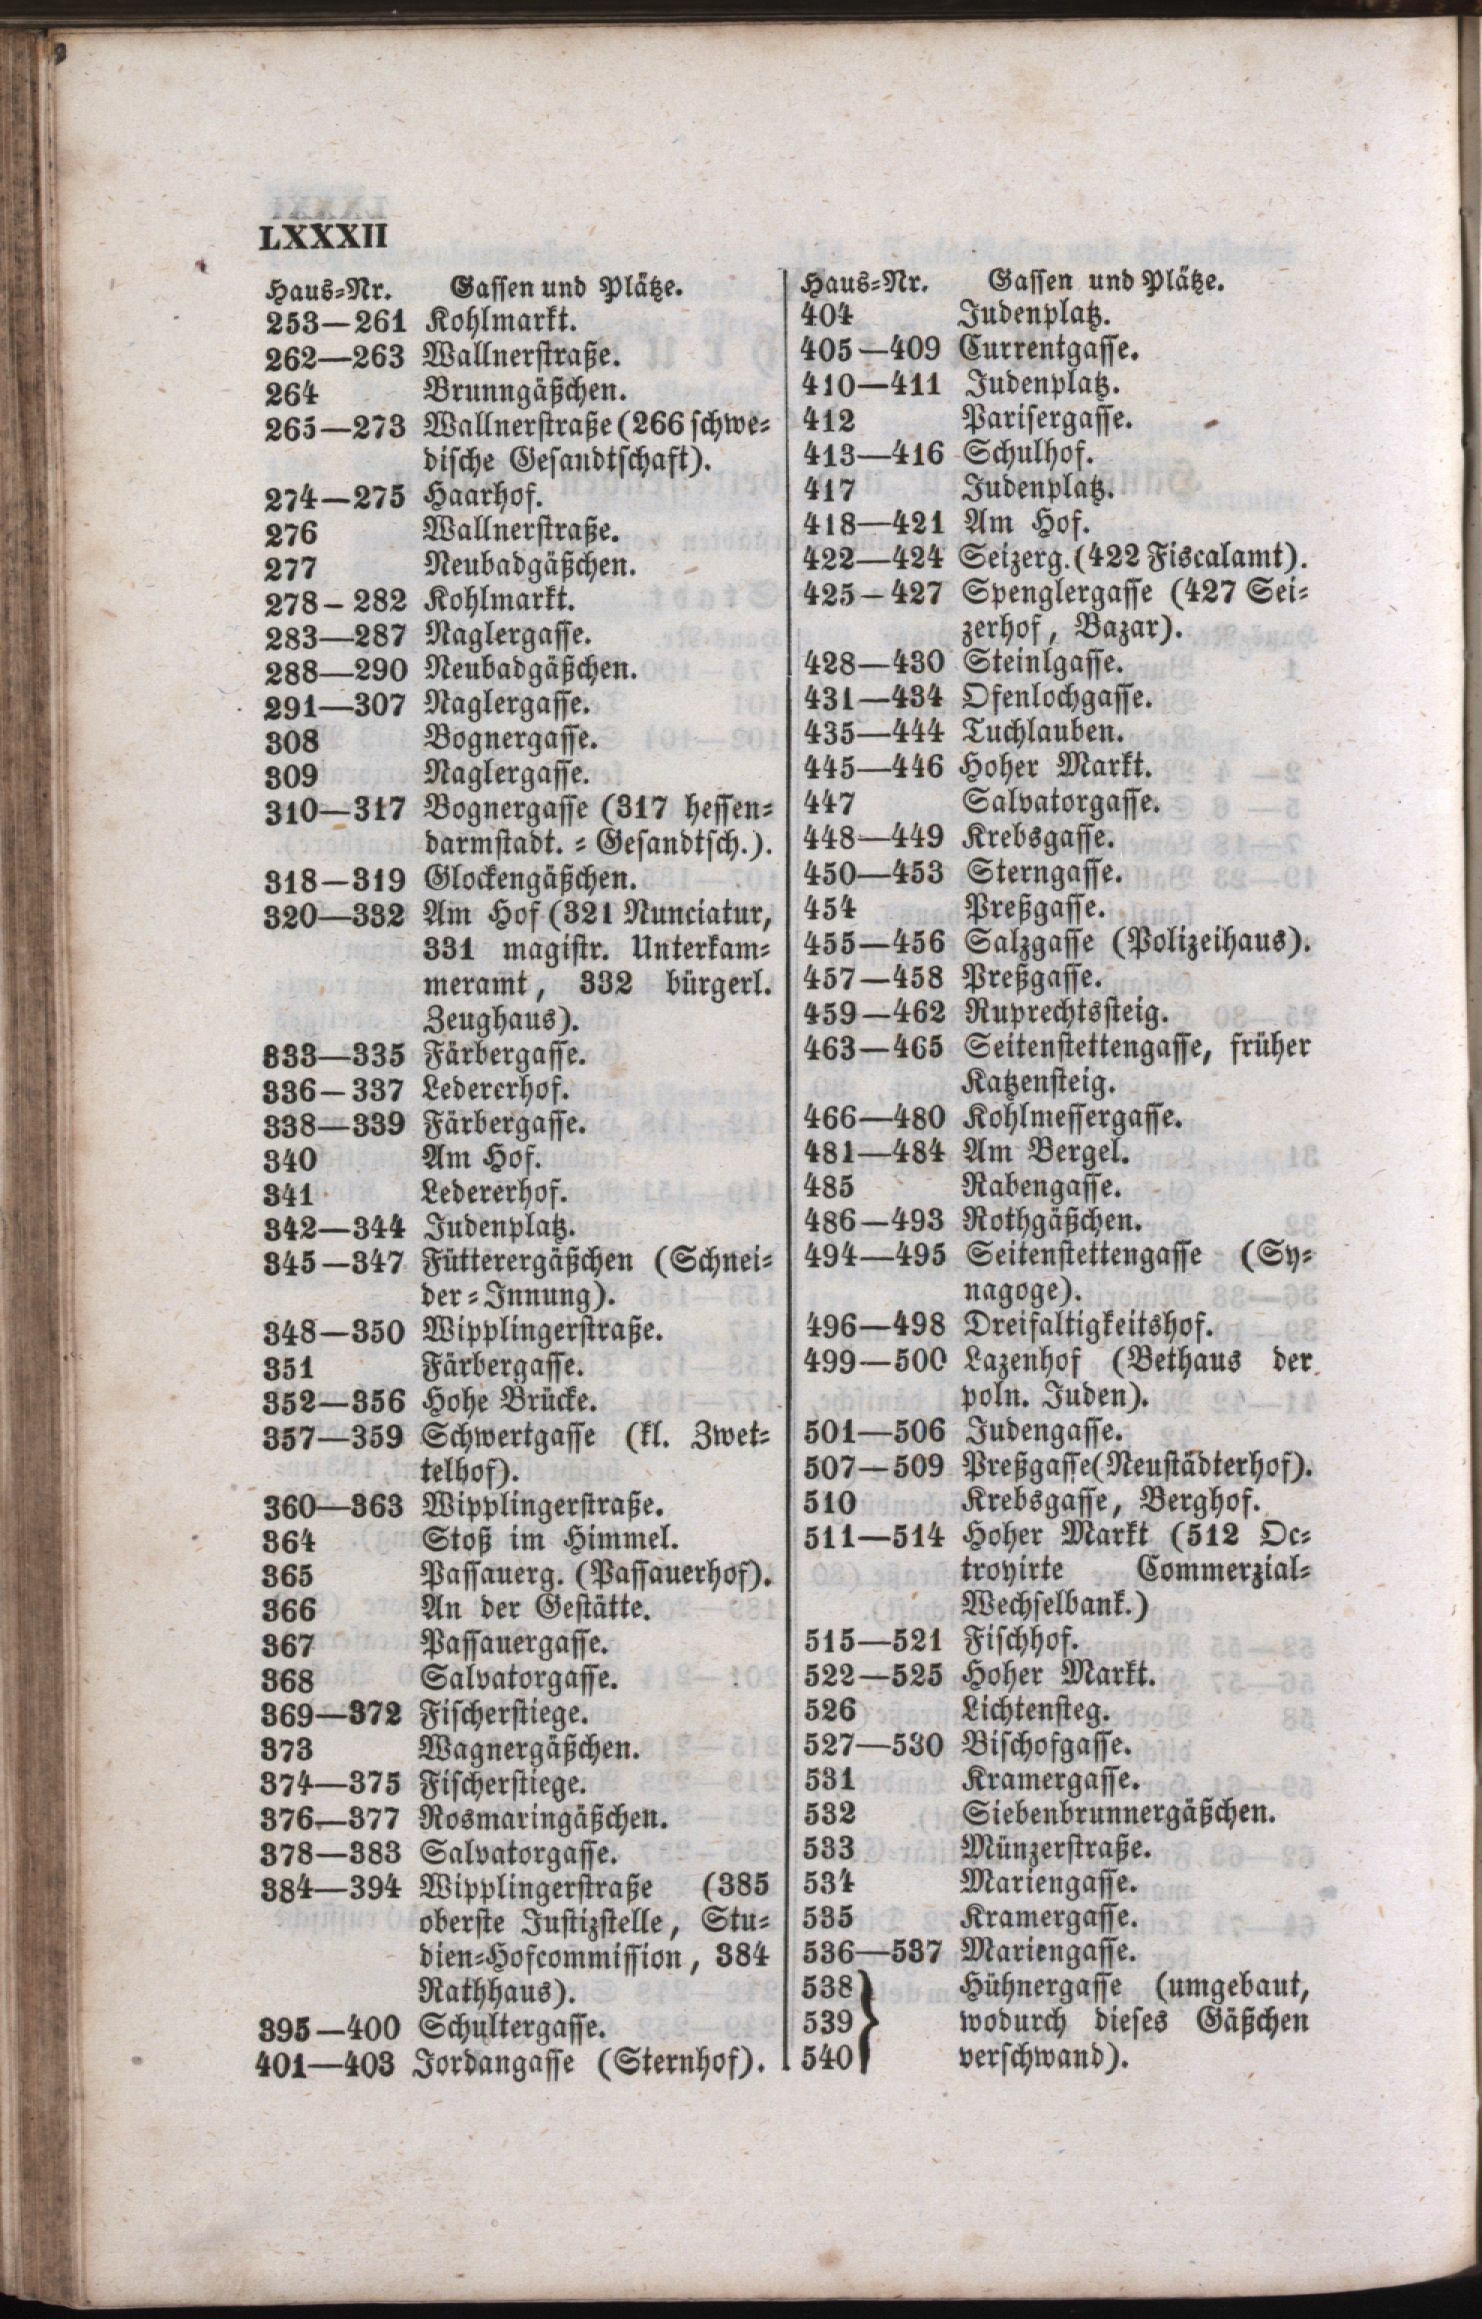 LXXXII
Haus=Nr. Gassen und Plätze.
253—261 Kohlmarkt.
262—263 Wallnerstraße.
264 Brunngäßchen.
265—273 Wallnerstraße (266 schwe=
dische Gesandtschaft).
274—275 Haarhof.
276 Wallnerstraße.
277 Neubadgäßchen.
278–282 Kohlmarkt.
283—287 Naglergasse.
288—290 Neubadgäßchen.
291—307 Naglergasse.
308 Bognergasse.
309 Naglergasse.
310—317 Bognergasse (317 hessen=
darmstadt. = Gesandtsch.).
318—319 Glockengäßchen.
320—332 Am Hof (321 Nunciatur,
331 magistr. Unterkam=
meramt, 332 bürgerl.
Zeughaus).
333—335 Färbergasse.
336–337 Ledererhof.
338—339 Färbergasse.
340 Am Hof.
341 Ledererhof.
342—344 Judenplatz.
345—347 Fütterergäßchen (Schnei=
der = Innung).
348—350 Wipplingerstraße.
351 Färbergasse.
352—356 Hohe Brücke.
357—359 Schwertgasse (kl. Zwet=
telhof).
360—363 Wipplingerstraße.
364 Stoß im Himmel.
365 Passauerg. (Passauerhof).
366 An der Gestätte.
367 Passauergasse.
368 Salvatorgasse.
369—372 Fischerstiege.
373 Wagnergäßchen.
374—375 Fischerstiege.
376—377 Rosmaringäßchen.
378—383 Salvatorgasse.
384—394 Wipplingerstraße (385
oberste Justizstelle, Stu=
dien=Hofcommission, 384
Rathhaus).
395—400 Schultergasse.
401—403 Jordangasse (Sternhof).
Haus=Nr. Gassen und Plätze.
404 Judenplatz.
405—409 Currentgasse.
410—411 Judenplatz.
412 Parisergasse.
413—416 Schulhof.
417 Judenplatz.
418—421 Am Hof.
422—424 Seizerg. (422 Fiscalamt).
425–427 Spenglergasse (427 Sei=
zerhof, Bazar).
428—430 Steinlgasse.
431—434 Ofenlochgasse.
435—444 Tuchlauben.
445—446 Hoher Markt.
447 Salvatorgasse.
448—449 Krebsgasse.
450—453 Sterngasse.
454 Preßgasse.
455—456 Salzgasse (Polizeihaus).
457—458 Preßgasse.
459—462 Ruprechtssteig.
463—465 Seitenstettengasse, früher
Katzensteig.
466—480 Kohlmessergasse.
481—484 Am Bergel.
485 Rabengasse.
486—493 Rothgäßchen.
494—495 Seitenstettengasse (Sy=
nagoge).
496—498 Dreifaltigkeitshof.
499—500 Lazenhof (Bethaus der
poln. Juden).
501—506 Judengasse.
507—509 Preßgasse (Neustädterhof).
510 Krebsgasse, Berghof.
511—514 Hoher Markt (512 Oc=
troyirte Commerzial=
Wechselbank.)
515—521 Fischhof.
522—525 Hoher Markt.
526 Lichtensteg.
527—530 Bischofgasse.
531 Kramergasse.
532 Siebenbrunnergäßchen.
533 Münzerstraße.
534 Mariengasse.
535 Kramergasse.
536—537 Mariengasse.
538} Hühnergasse (umgebaut,
539} wodurch dieses Gäßchen
540} verschwand).